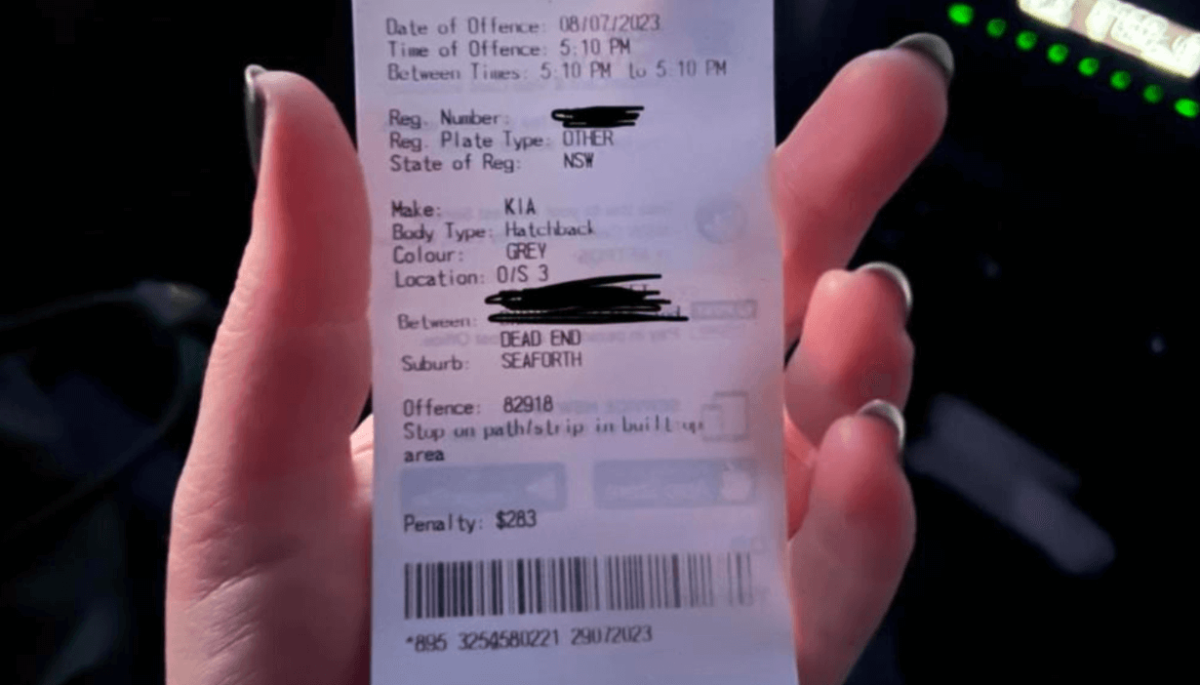 Date of Offence: 08/07/2023
Time of Offence: 5:10 PM
Between Times: 5:10 PM to 5:10 PM
Reg. Number:
Reg. Plate Type: OTHER
State of Reg: NSW
Make: KIA
Body Type: Hatchback
Colour: GREY
Location: O/S 3
Between:
DEAD END
Suburb: SEAFORTH
Offence: 82918
Stop on path/strip in built-up
area
Penalty: $283
*895 3254580221 29072023